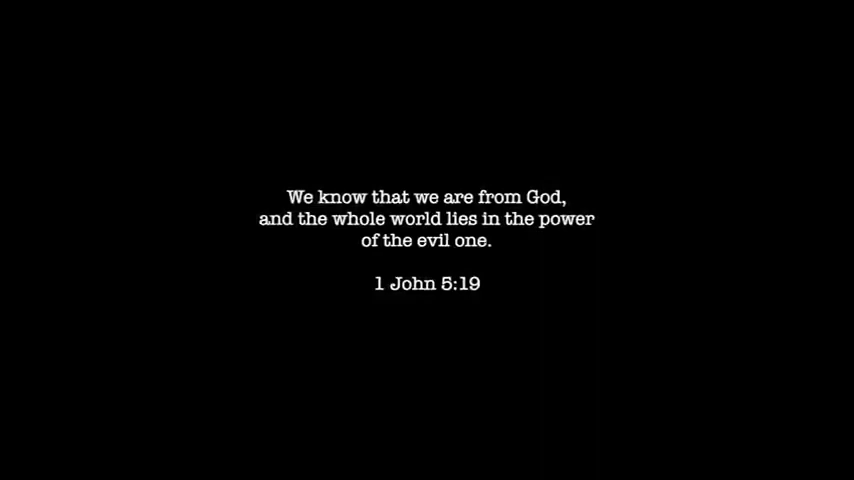 We know that we are from God,
and the whole world lies in the power
of the evil one.
1 John 5:19